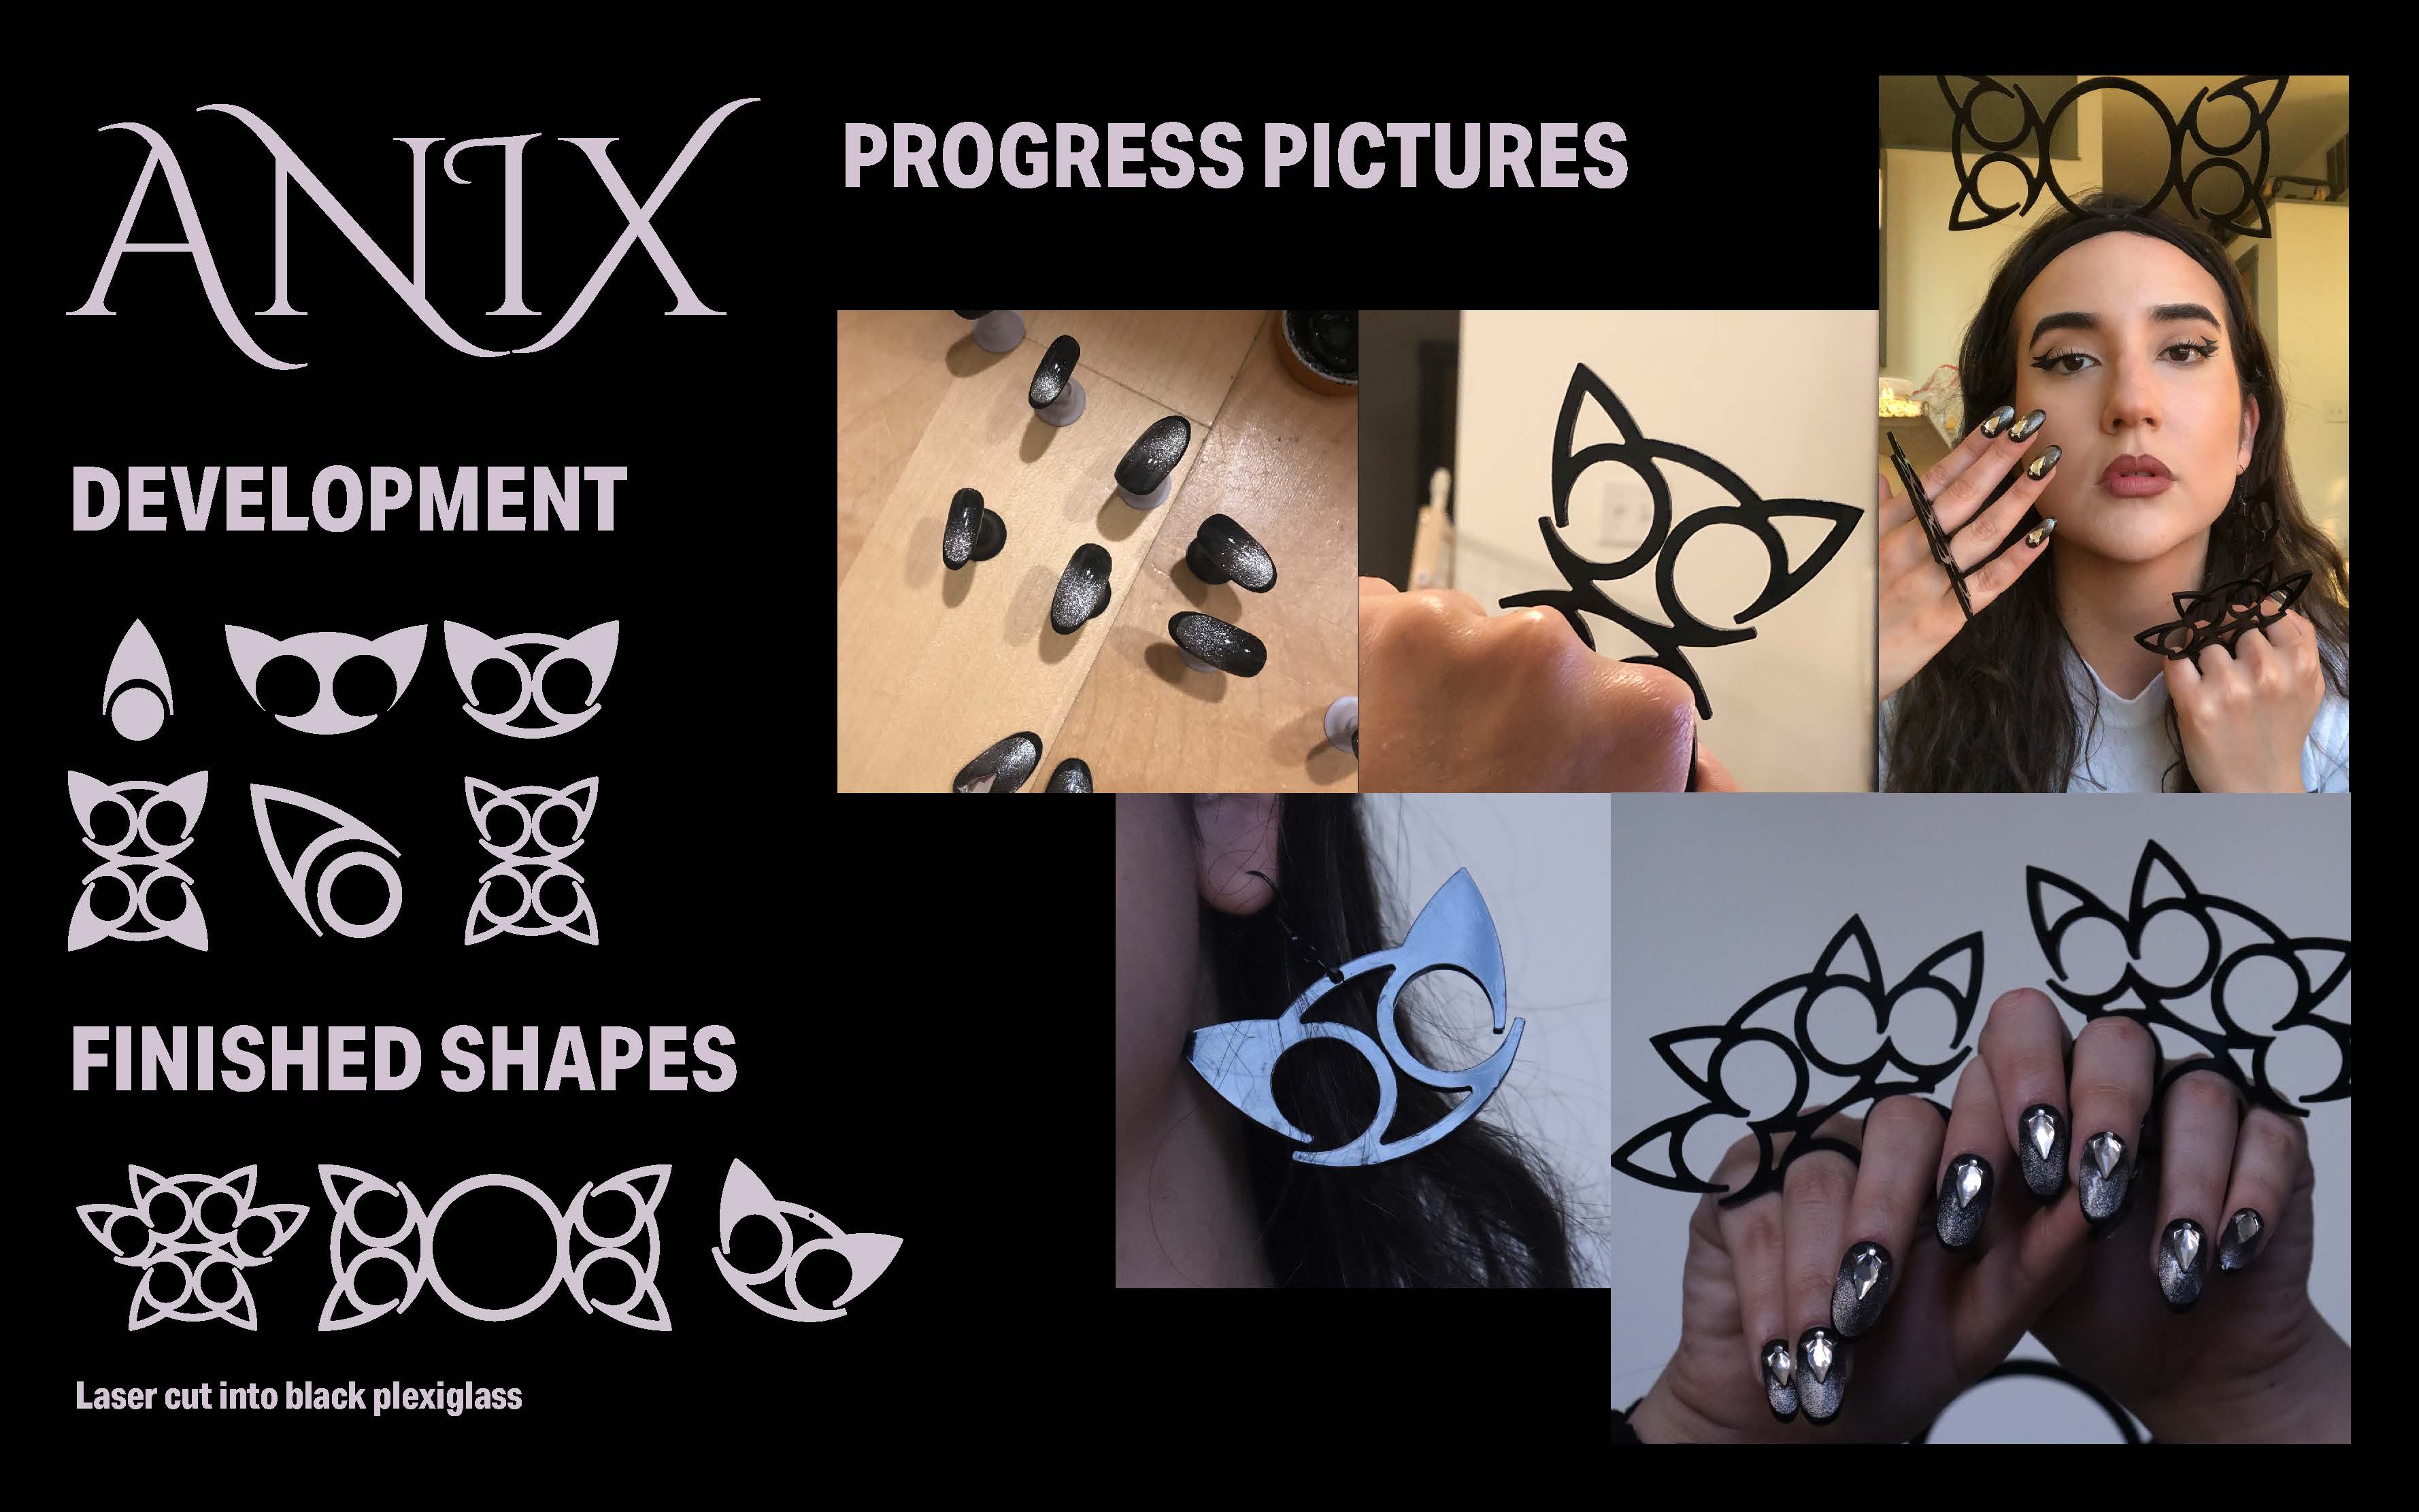 ANIX
PROGRESS PICTURES
DEVELOPMENT
FINISHED SHAPES
Laser cut into black plexiglass